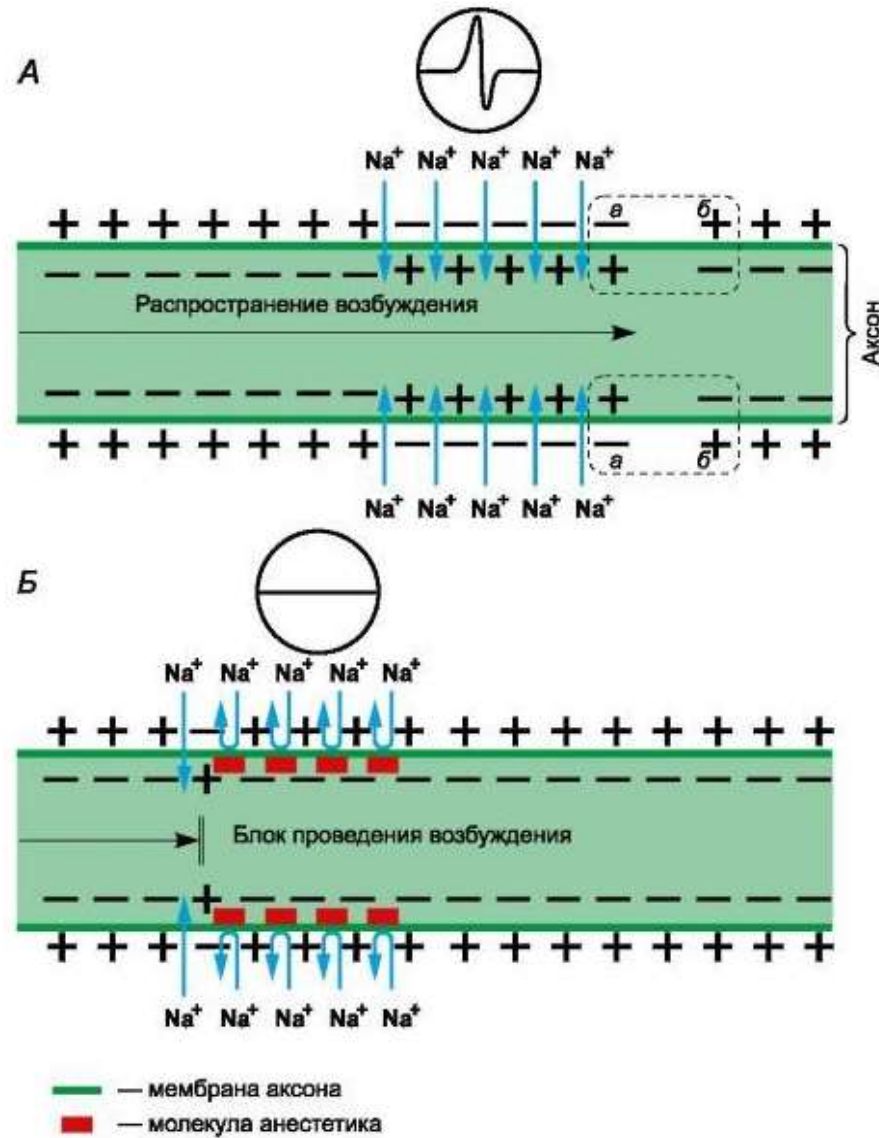 А
Na⁺ Na⁺ Na⁺ Na⁺ Na⁺
+ + + + + + + — — — — — + + +
а б
— — — — — — — + + + + + — — —
Распространение возбуждения
Аксон
— — — — — — — + + + + + — — —
+ + + + + + + — — — — — + + +
а б
Na⁺ Na⁺ Na⁺ Na⁺ Na⁺
Б
Na⁺ Na⁺ Na⁺ Na⁺ Na⁺
+ + + — + + + + + + + + + + + +
— — — + — — — — — — — — — — — —
Блок проведения возбуждения
— — — + — — — — — — — — — — — —
+ + + — + + + + + + + + + + + +
Na⁺ Na⁺ Na⁺ Na⁺ Na⁺
— мембрана аксона
— молекула анестетика